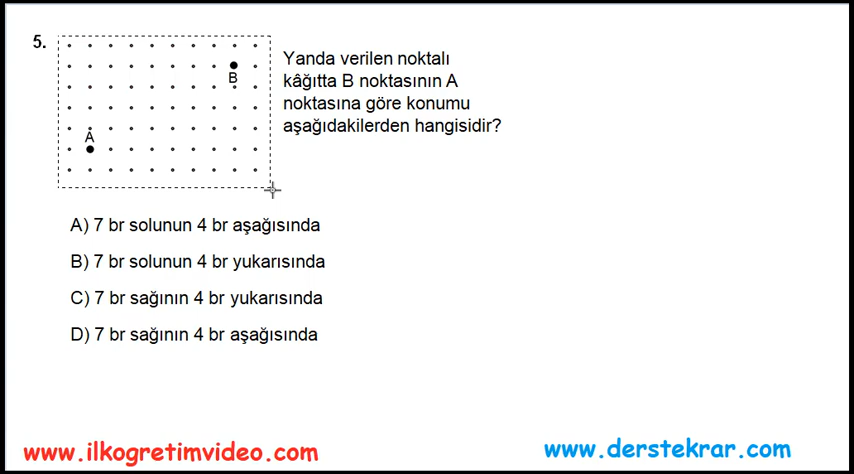 5.
B
A
Yanda verilen noktalı
kâğıtta B noktasının A
noktasına göre konumu
aşağıdakilerden hangisidir?
A) 7 br solunun 4 br aşağısında
B) 7 br solunun 4 br yukarısında
C) 7 br sağının 4 br yukarısında
D) 7 br sağının 4 br aşağısında
www.ilkogretimvideo.com
www.derstekrar.com